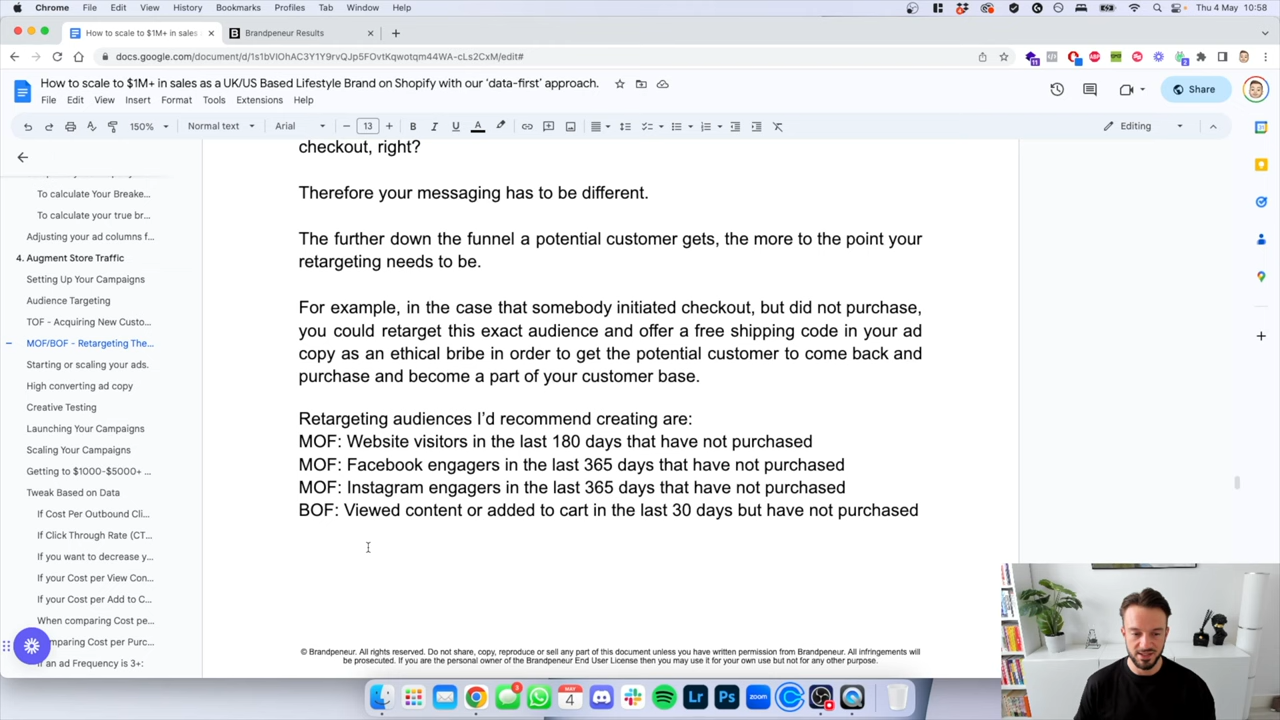 Chrome File Edit View History Bookmarks Profiles Tab Window Help Thu 4 May 10:58
How to scale to $1M+ in sales Brandpeneur Results
docs.google.com/document/d/1s1bVIOhAC3Y1Y9rvQJp5FOvtKqwotqm44WA-cLs2CxM/edit#
How to scale to $1M+ in sales as a UK/US Based Lifestyle Brand on Shopify with our 'data-first' approach.
File Edit View Insert Format Tools Extensions Help
Share
150% Normal text Arial 13 Editing
To calculate Your Breake...
To calculate your true br...
Adjusting your ad columns f...
4. Augment Store Traffic
Setting Up Your Campaigns
Audience Targeting
TOF - Acquiring New Custo...
MOF/BOF - Retargeting The...
Starting or scaling your ads.
High converting ad copy
Creative Testing
Launching Your Campaigns
Scaling Your Campaigns
Getting to $1000-$5000+ ...
Tweak Based on Data
If Cost Per Outbound Cli...
If Click Through Rate (CT...
If you want to decrease y...
If your Cost per View Con...
If your Cost per Add to C...
When comparing Cost pe...
omparing Cost per Purc...
If an ad Frequency is 3+:
checkout, right?
Therefore your messaging has to be different.
The further down the funnel a potential customer gets, the more to the point your
retargeting needs to be.
For example, in the case that somebody initiated checkout, but did not purchase,
you could retarget this exact audience and offer a free shipping code in your ad
copy as an ethical bribe in order to get the potential customer to come back and
purchase and become a part of your customer base.
Retargeting audiences I'd recommend creating are:
MOF: Website visitors in the last 180 days that have not purchased
MOF: Facebook engagers in the last 365 days that have not purchased
MOF: Instagram engagers in the last 365 days that have not purchased
BOF: Viewed content or added to cart in the last 30 days but have not purchased
© Brandpeneur. All rights reserved. Do not share, copy, reproduce or sell any part of this document unless you have written permission from Brandpeneur. All infringements will
be prosecuted. If you are the personal owner of the Brandpeneur End User License then you may use it for your own use but not for any other purpose.
MAY
4
Lr Ps zoom